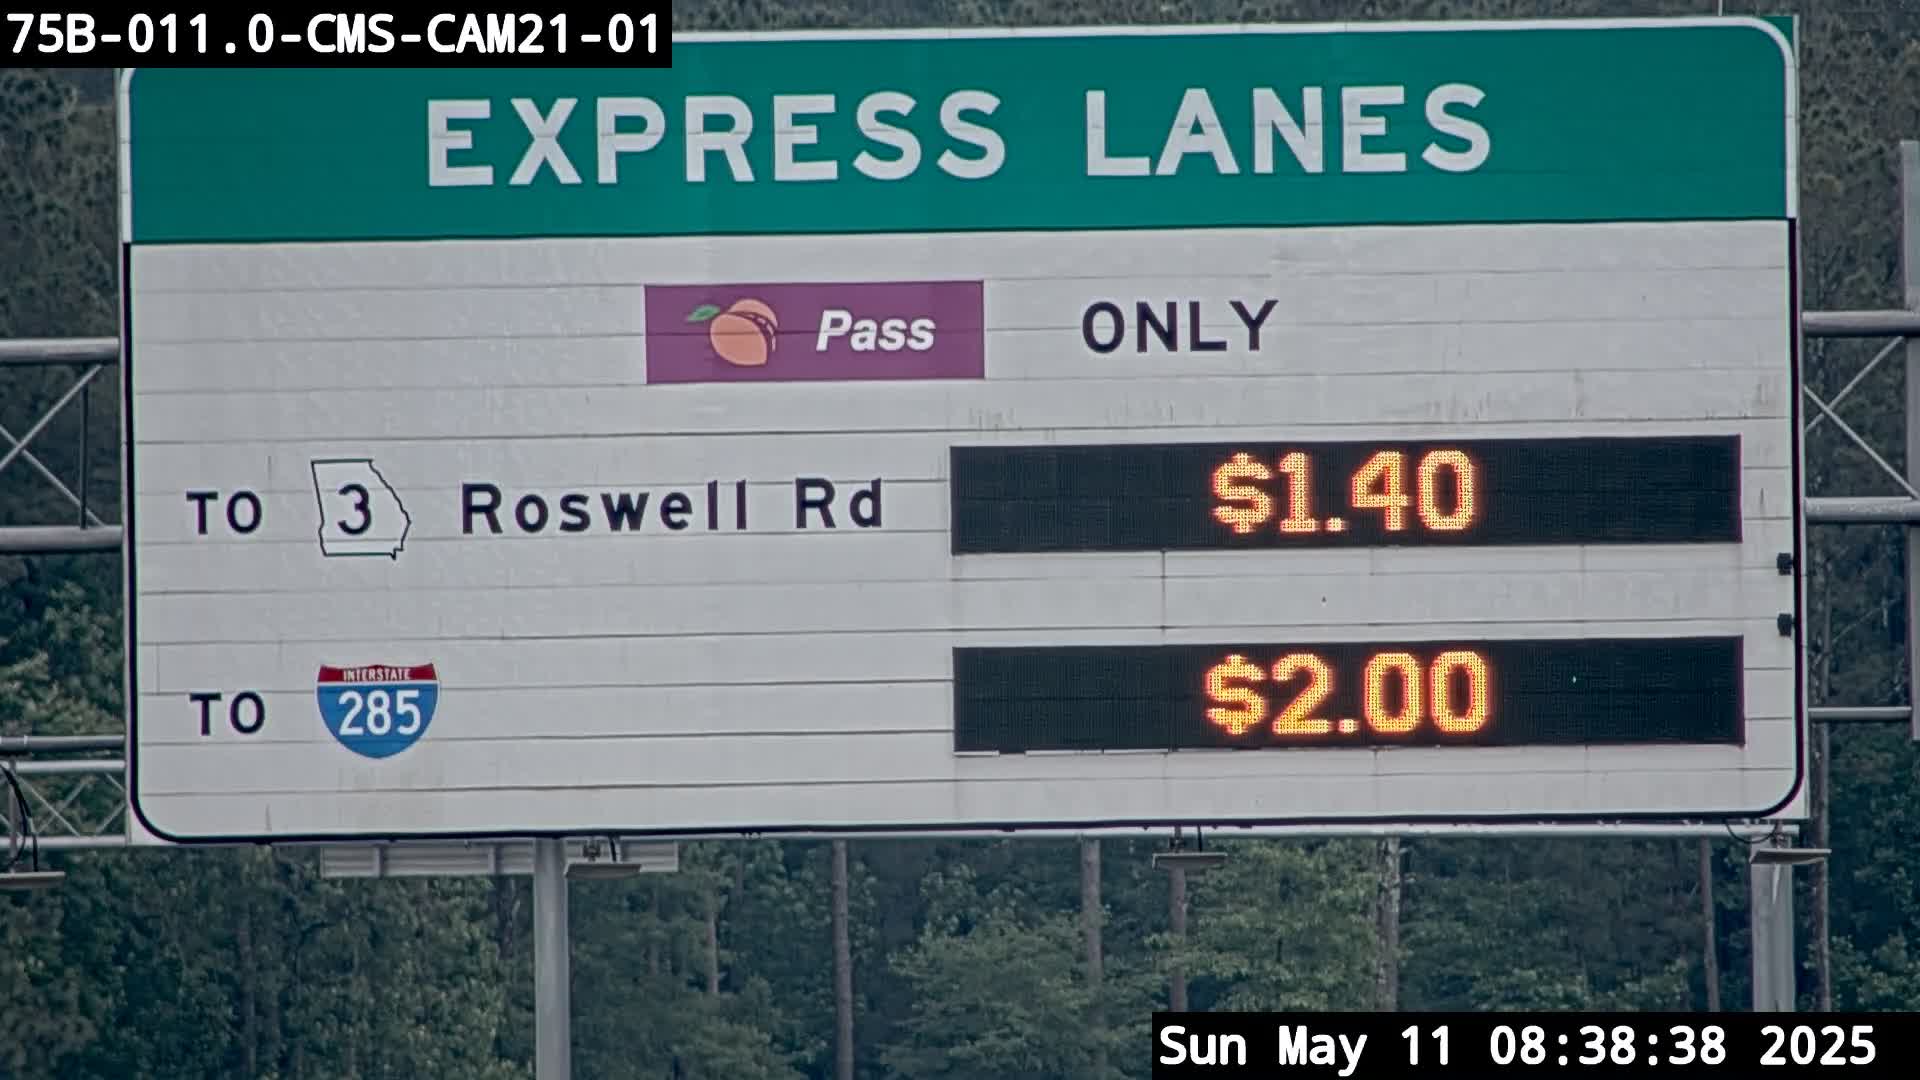 75B-011.0-CMS-CAM21-01
EXPRESS LANES
Pass ONLY
TO 3 Roswell Rd $1.40
INTERSTATE
TO 285 $2.00
Sun May 11 08:38:38 2025